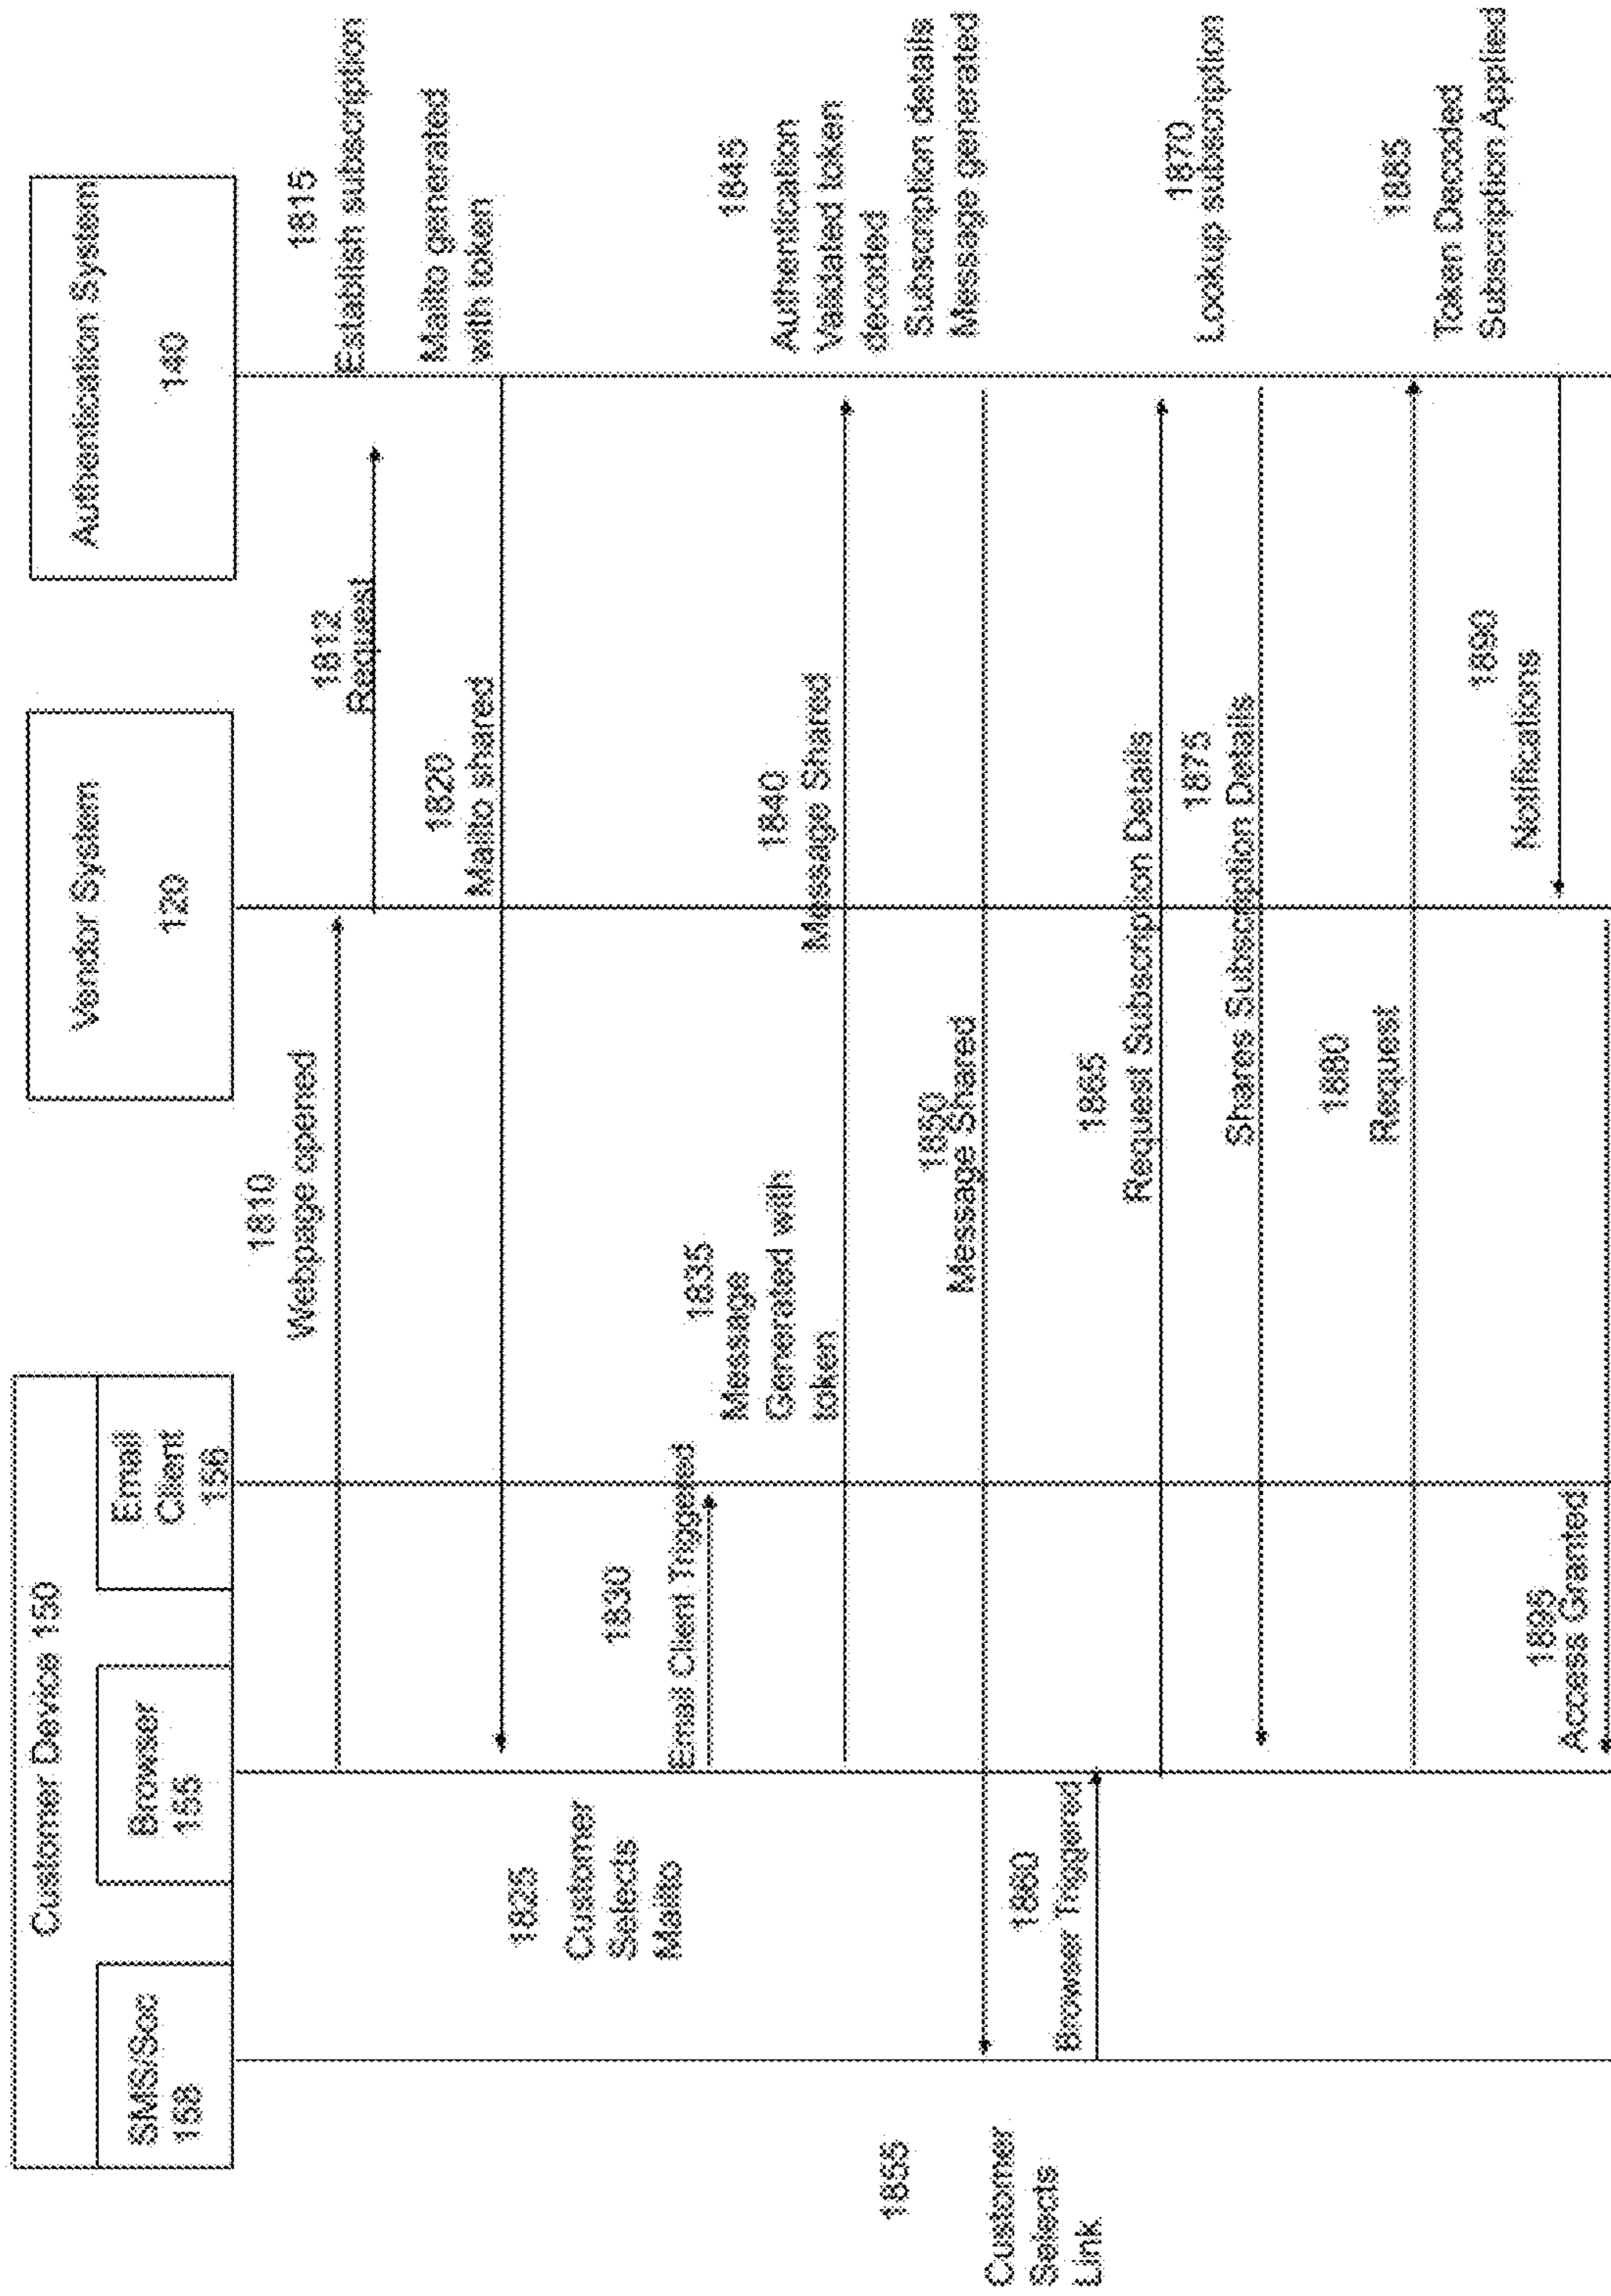 Customer Device 150
SMS/Soc
158
Browser
155
Email
Client
156
Vendor System
120
Authentication System
140
1810
Webpage opened
1812
Request
1815
Establish subscription
Mailto generated
with token
1820
Mailto shared
1825
Customer
Selects
Mailto
1830
Email Client Triggered
1835
Message
Generated with
token
1840
Message Shared
1845
Authentication
Validated token
decoded
Subscription details
Message generated
1850
Message Shared
1855
Customer
Selects
Link
1860
Browser Triggered
1865
Request Subscription Details
1870
Lookup subscription
1875
Shares Subscription Details
1880
Request
1885
Token Decoded
Subscription Applied
1890
Notifications
1895
Access Granted